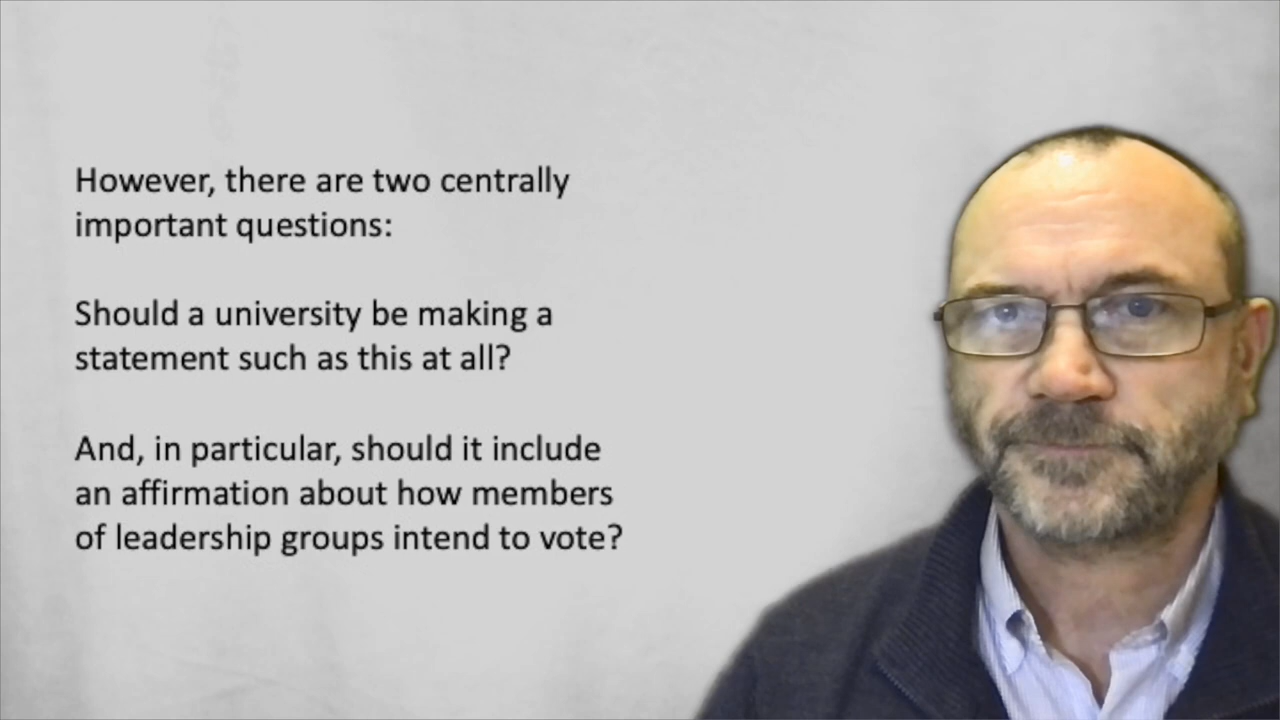 However, there are two centrally
important questions:
Should a university be making a
statement such as this at all?
And, in particular, should it include
an affirmation about how members
of leadership groups intend to vote?